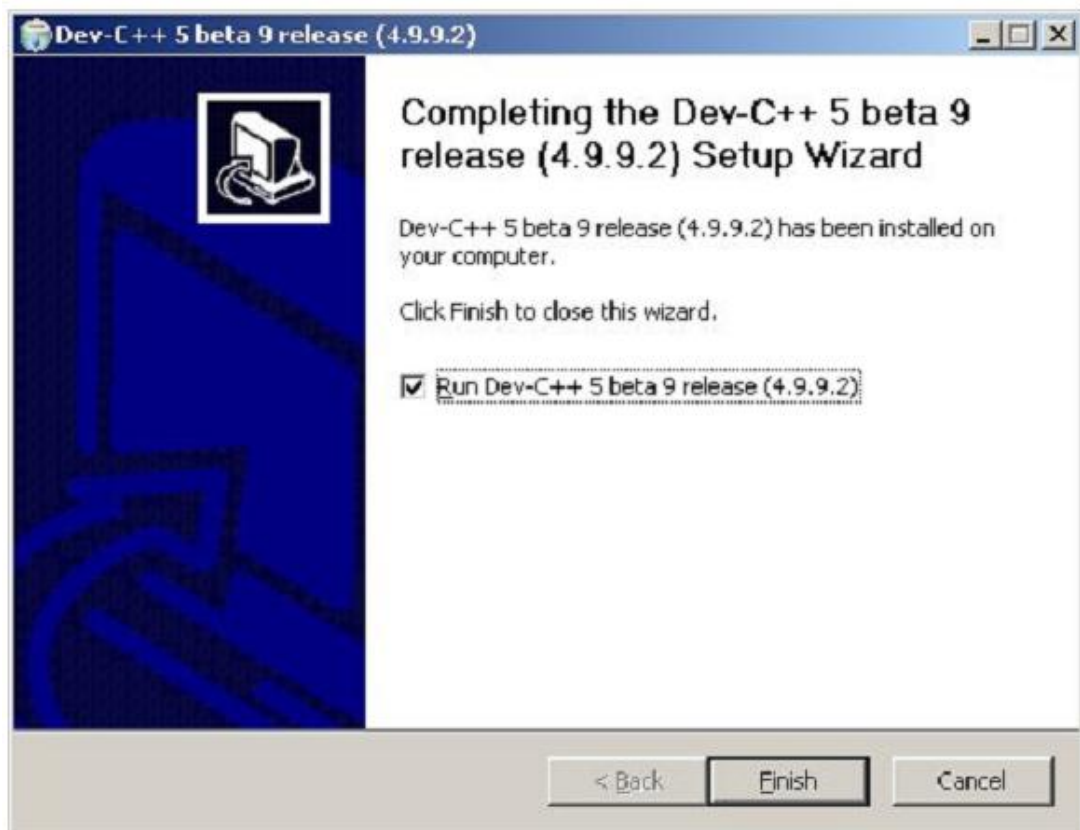 Dev-C++ 5 beta 9 release (4.9.9.2)
Completing the Dev-C++ 5 beta 9
release (4.9.9.2) Setup Wizard
Dev-C++ 5 beta 9 release (4.9.9.2) has been installed on
your computer.
Click Finish to close this wizard.
Run Dev-C++ 5 beta 9 release (4.9.9.2)
< Back
Finish
Cancel